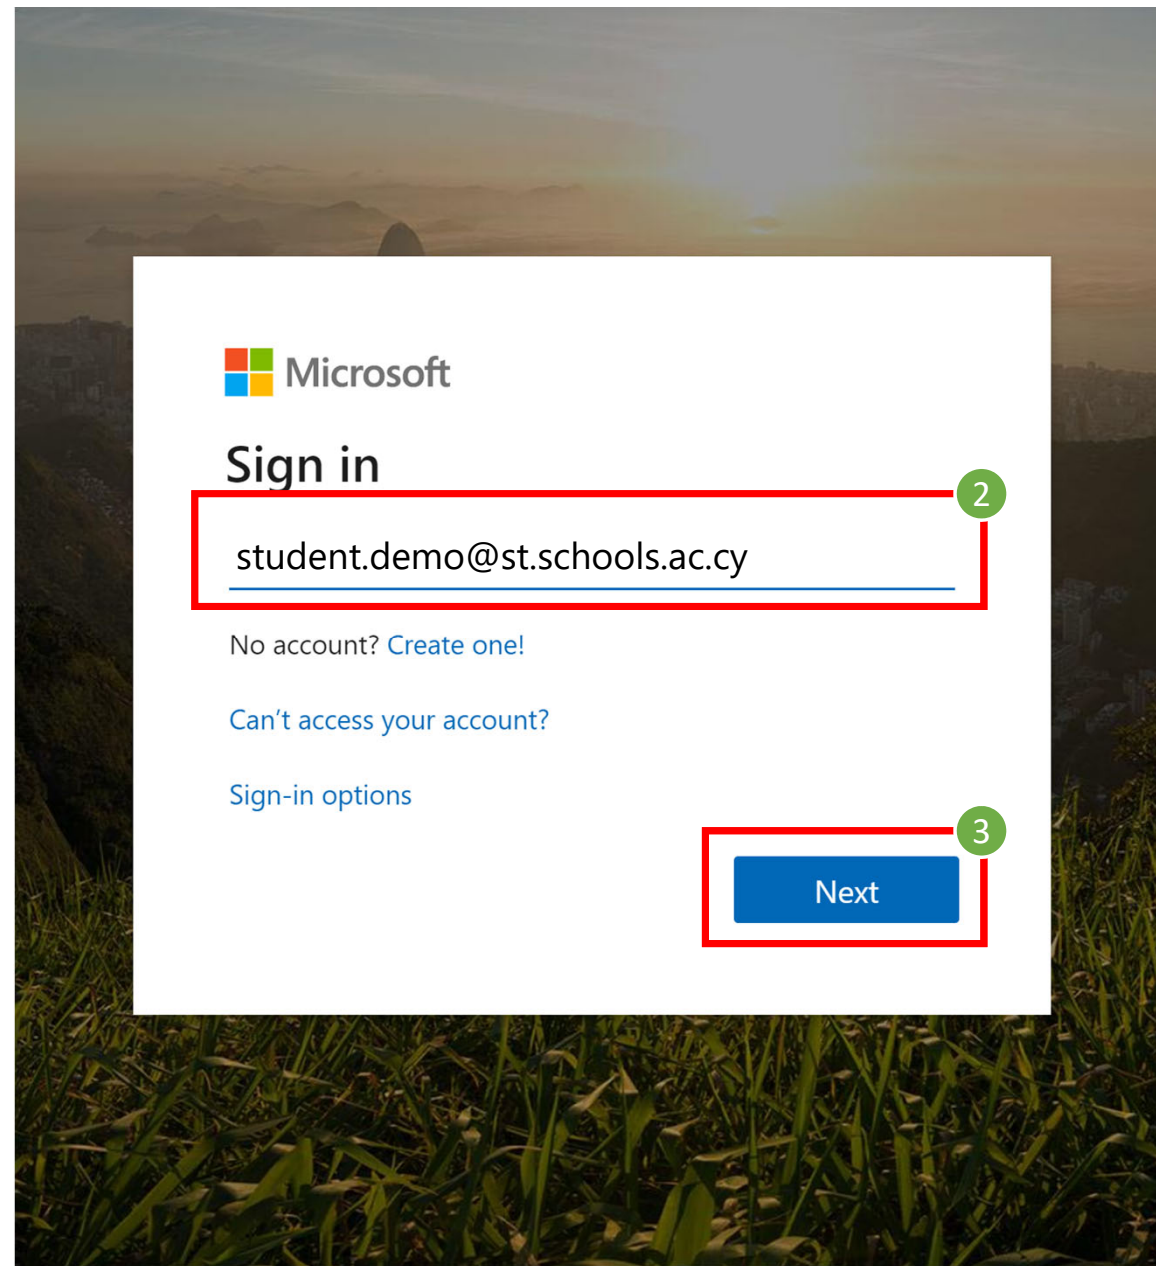 Microsoft
Sign in
2
student.demo@st.schools.ac.cy
No account? Create one!
Can't access your account?
Sign-in options
3
Next